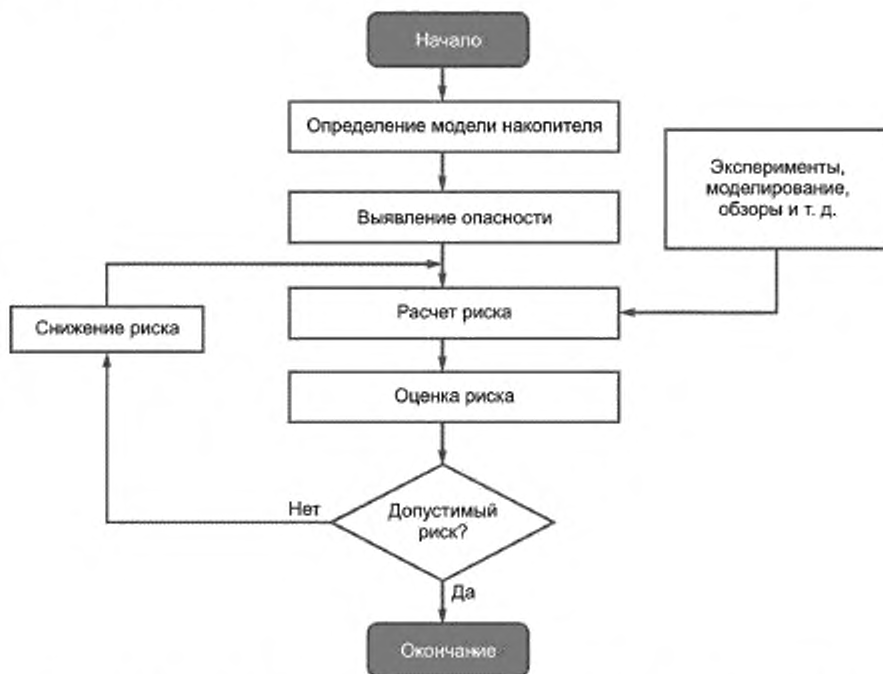 Начало
Определение модели накопителя
Эксперименты,
моделирование,
обзоры и т. д.
Выявление опасности
Снижение риска
Расчет риска
Оценка риска
Нет
Допустимый
риск?
Да
Окончание